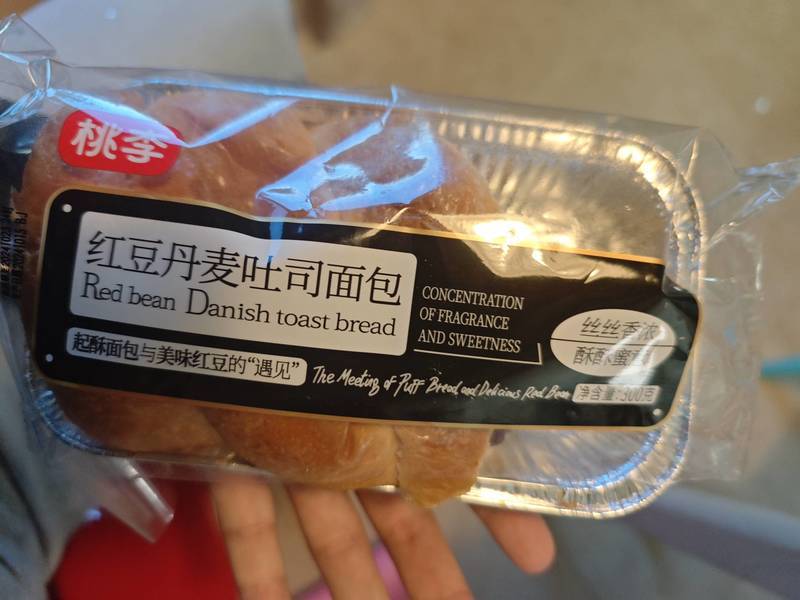 桃李
红豆丹麦吐司面包
Red bean Danish toast bread
CONCENTRATION
OF FRAGRANCE
AND SWEETNESS
丝丝香浓
酥酥
起酥面包与美味红豆的“遇见”
The Meeting of Puff Bread and Delicious Red Bean
净含量:300克